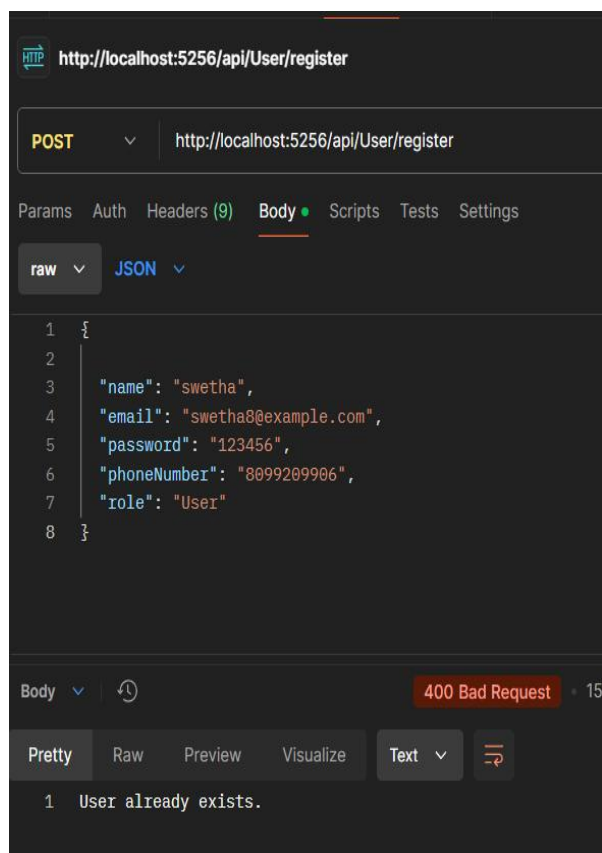 HTTP http://localhost:5256/api/User/register
POST http://localhost:5256/api/User/register
Params Auth Headers (9) Body Scripts Tests Settings
raw JSON
1 {
2
3 "name": "swetha",
4 "email": "swetha8@example.com",
5 "password": "123456",
6 "phoneNumber": "8099209906",
7 "role": "User"
8 }
Body 400 Bad Request 15
Pretty Raw Preview Visualize Text
1 User already exists.